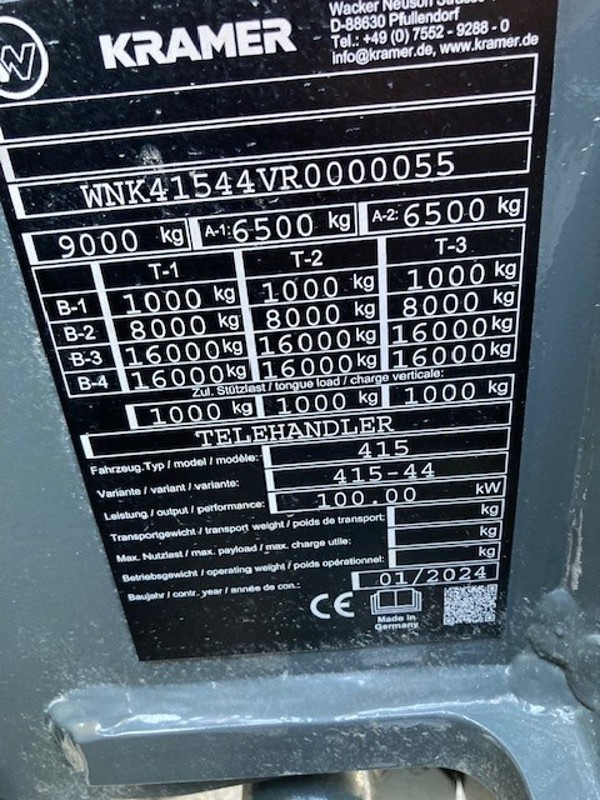 Wacker Neuson
D-88630 Pfullendorf
Tel.: +49 (0) 7552 - 9288 - 0
info@kramer.de, www.kramer.de
W KRAMER
WNK41544VR0000055
9000 kg A-1: 6500 kg A-2: 6500 kg
T-1 T-2 T-3
B-1 1000 kg 1000 kg 1000 kg
B-2 8000 kg 8000 kg 8000 kg
B-3 16000 kg 16000 kg 16000 kg
B-4 16000 kg 16000 kg 16000 kg
Zul. Stützlast / tongue load / charge verticale:
1000 kg 1000 kg 1000 kg
TELEHANDLER
Fahrzeug.Typ / model / modèle: 415
Variante / variant / variante: 415-44
Leistung / output / performance: 100.00 kW
Transportgewicht / transport weight / poids de transport: kg
Max. Nutzlast / max. payload / max. charge utile: kg
Betriebsgewicht / operating weight / poids opérationnel: kg
Baujahr / contr. year / année de con.: 01/2024
CE
Made in
Germany